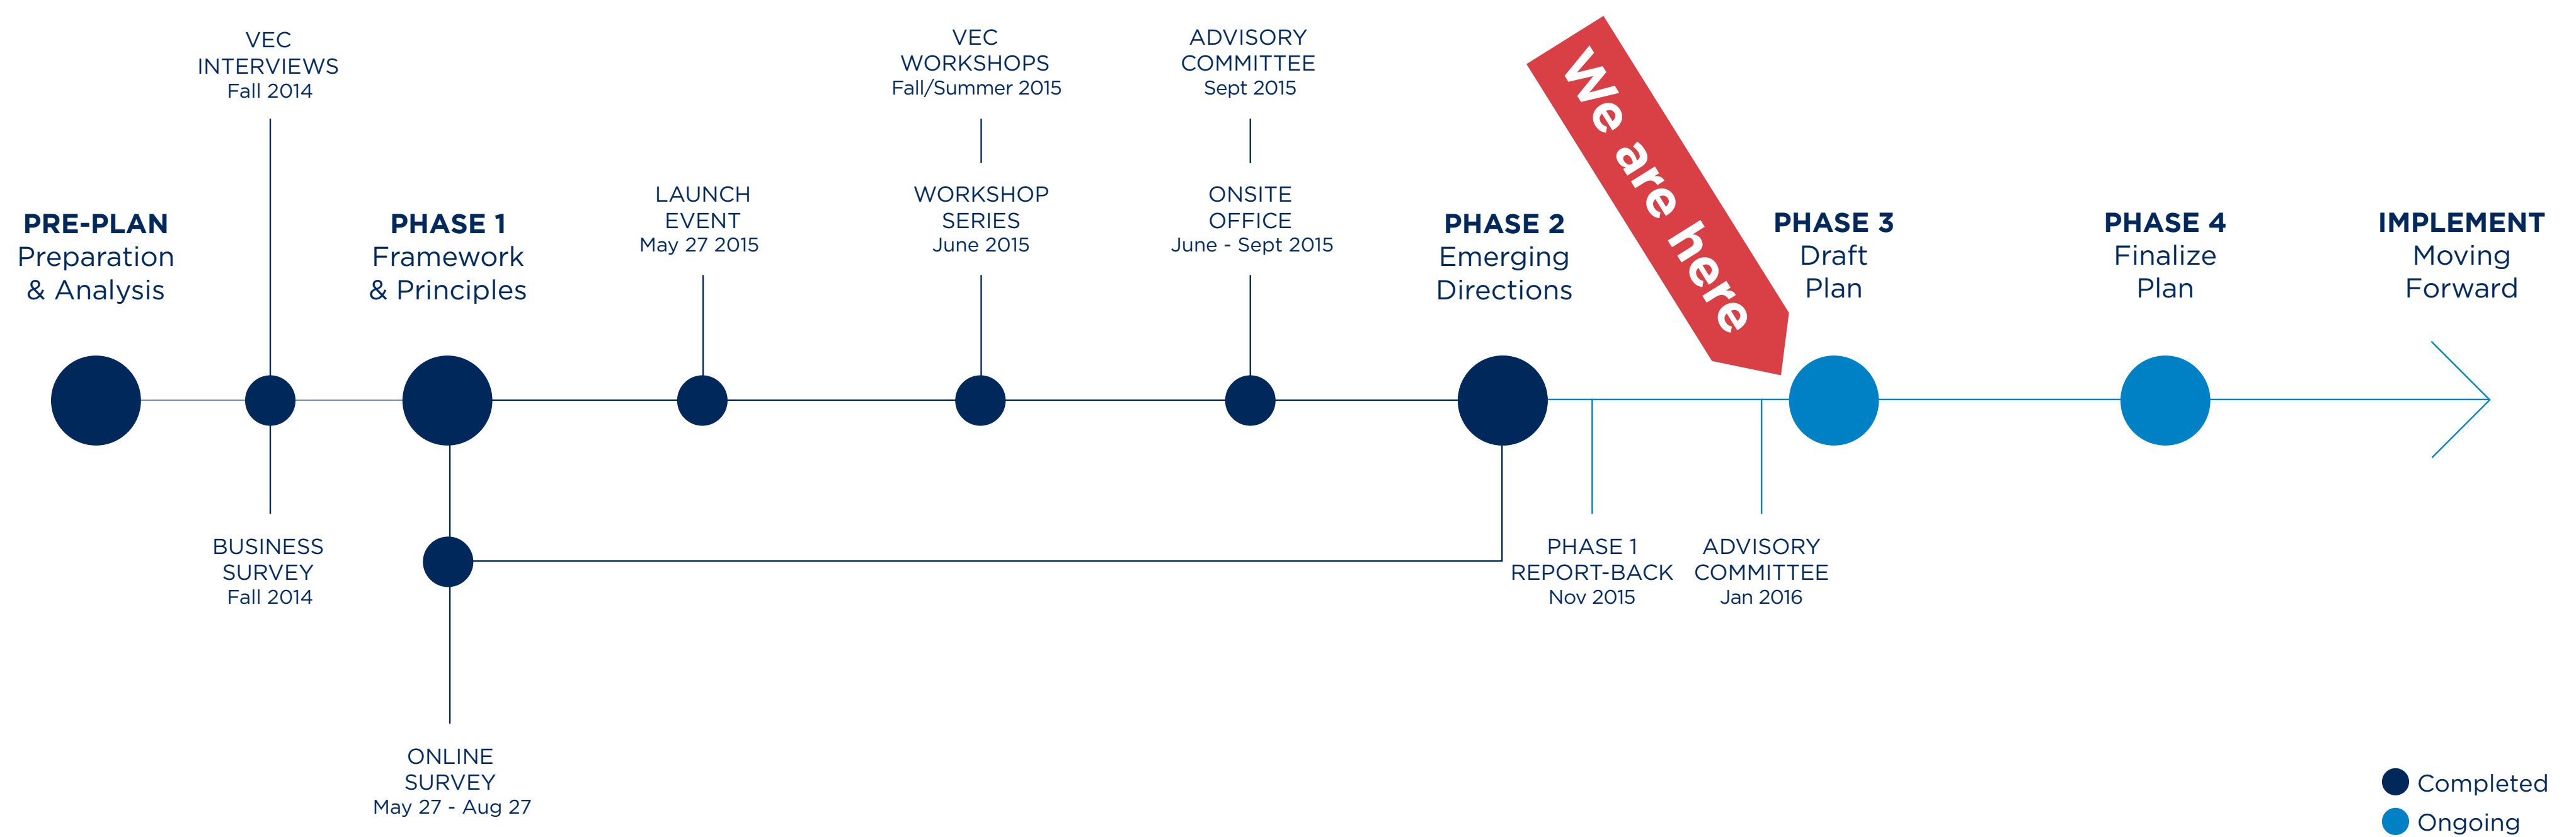 VEC
INTERVIEWS
Fall 2014
VEC
WORKSHOPS
Fall/Summer 2015
ADVISORY
COMMITTEE
Sept 2015
We are here
PRE-PLAN
Preparation
& Analysis
PHASE 1
Framework
& Principles
LAUNCH
EVENT
May 27 2015
WORKSHOP
SERIES
June 2015
ONSITE
OFFICE
June - Sept 2015
PHASE 2
Emerging
Directions
PHASE 3
Draft
Plan
PHASE 4
Finalize
Plan
IMPLEMENT
Moving
Forward
BUSINESS
SURVEY
Fall 2014
PHASE 1
REPORT-BACK
Nov 2015
ADVISORY
COMMITTEE
Jan 2016
ONLINE
SURVEY
May 27 - Aug 27
Completed
Ongoing